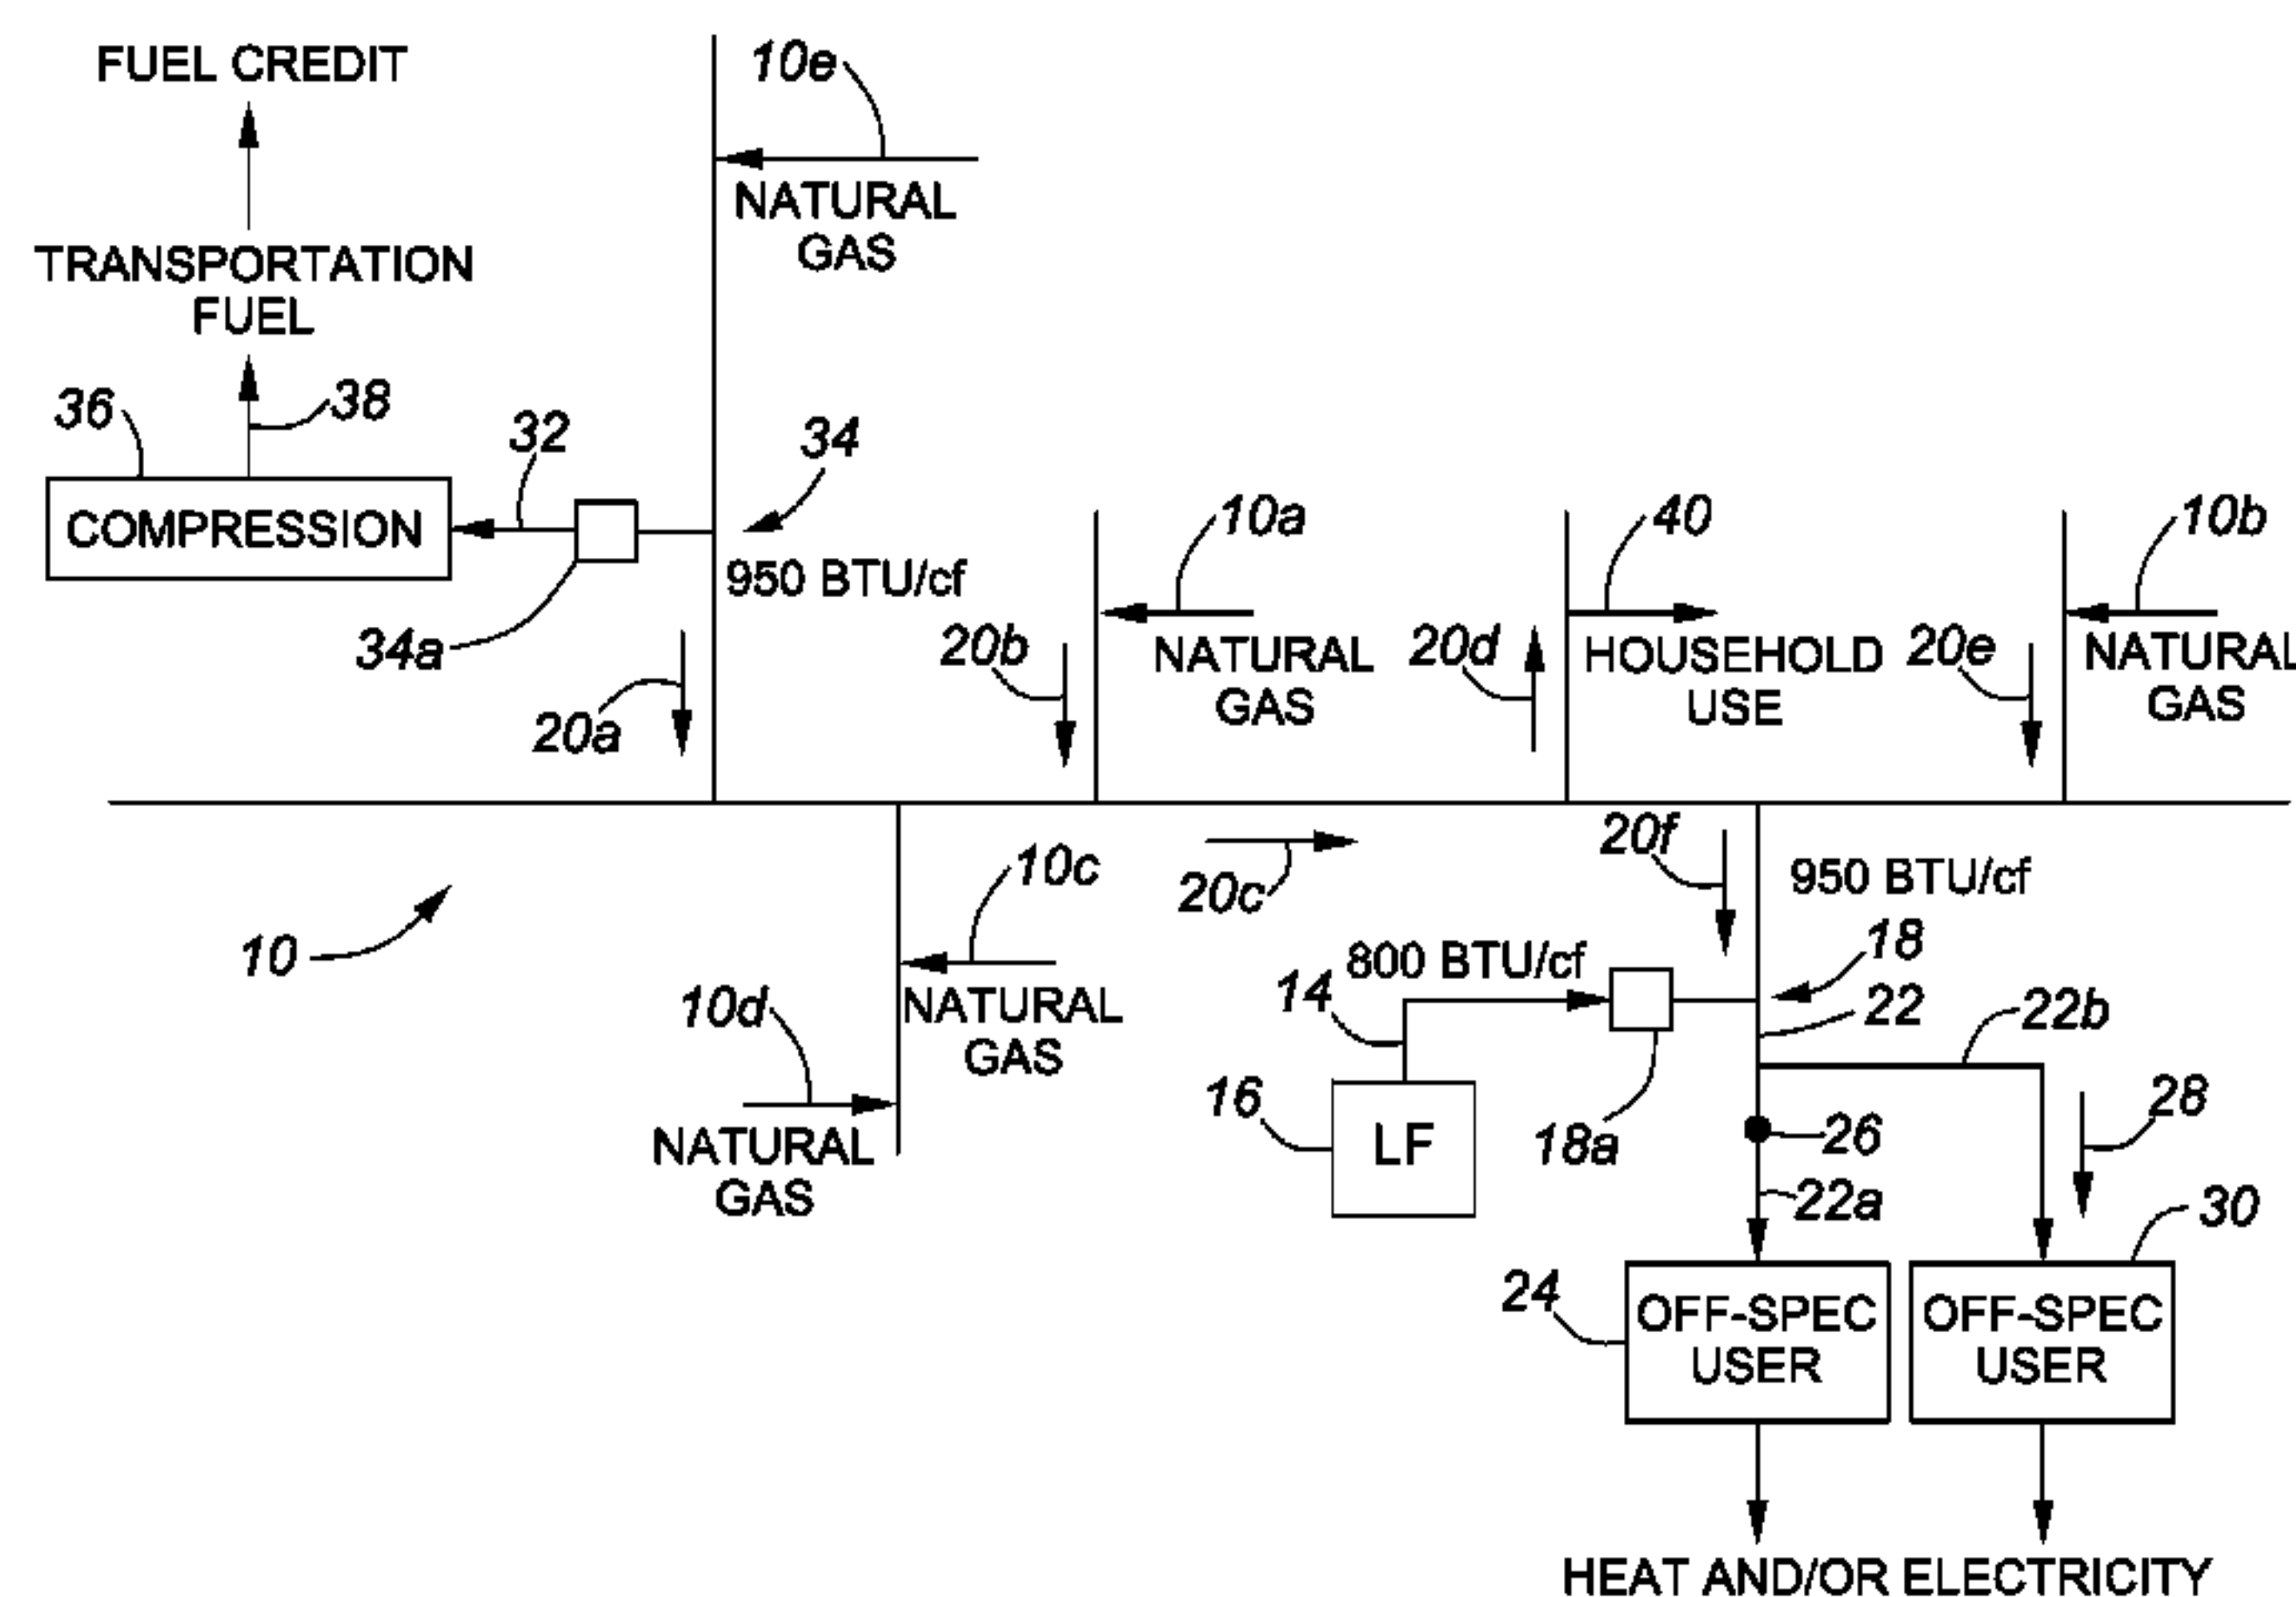 FUEL CREDIT
10e
NATURAL
GAS
TRANSPORTATION
FUEL
36
38
32
34
COMPRESSION
950 BTU/cf
34a
20a
10a
20b
NATURAL
GAS
40
20d
HOUSEHOLD
USE
10b
20e
NATURAL
GAS
10
10c
NATURAL
GAS
10d
NATURAL
GAS
20c
20f
950 BTU/cf
800 BTU/cf
18
14
22
22b
16
LF
18a
26
28
22a
30
24
OFF-SPEC
USER
OFF-SPEC
USER
HEAT AND/OR ELECTRICITY